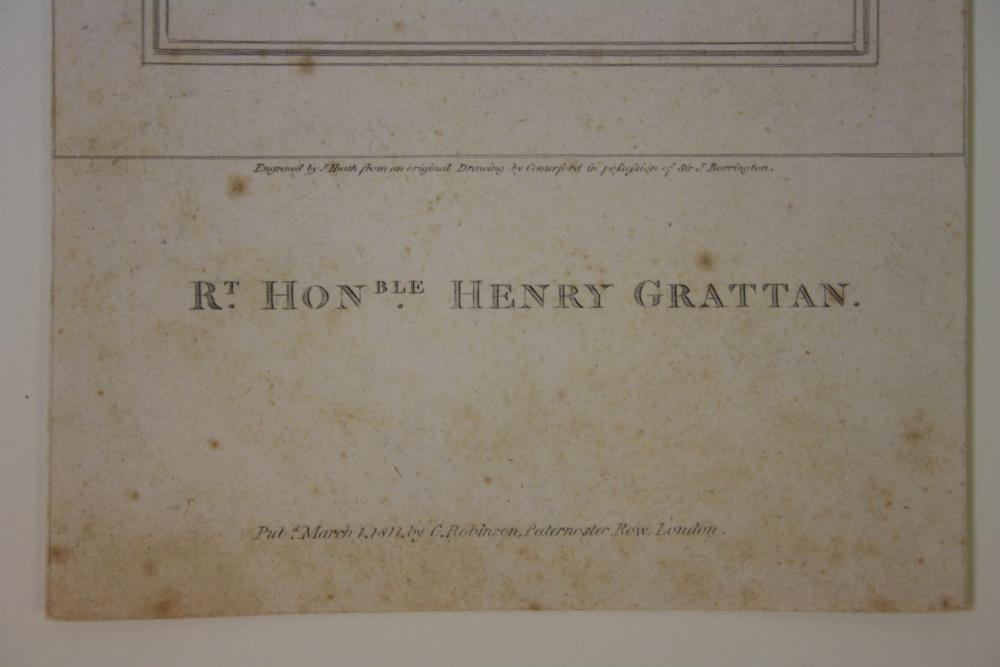 Engraved by J. Heath from an original Drawing by Comerford in poſseſsion of Sir J. Barrington.
RT. HONBLE. HENRY GRATTAN.
Pub.d March 1, 1811, by C. Robinson, Paternoster Row, London.